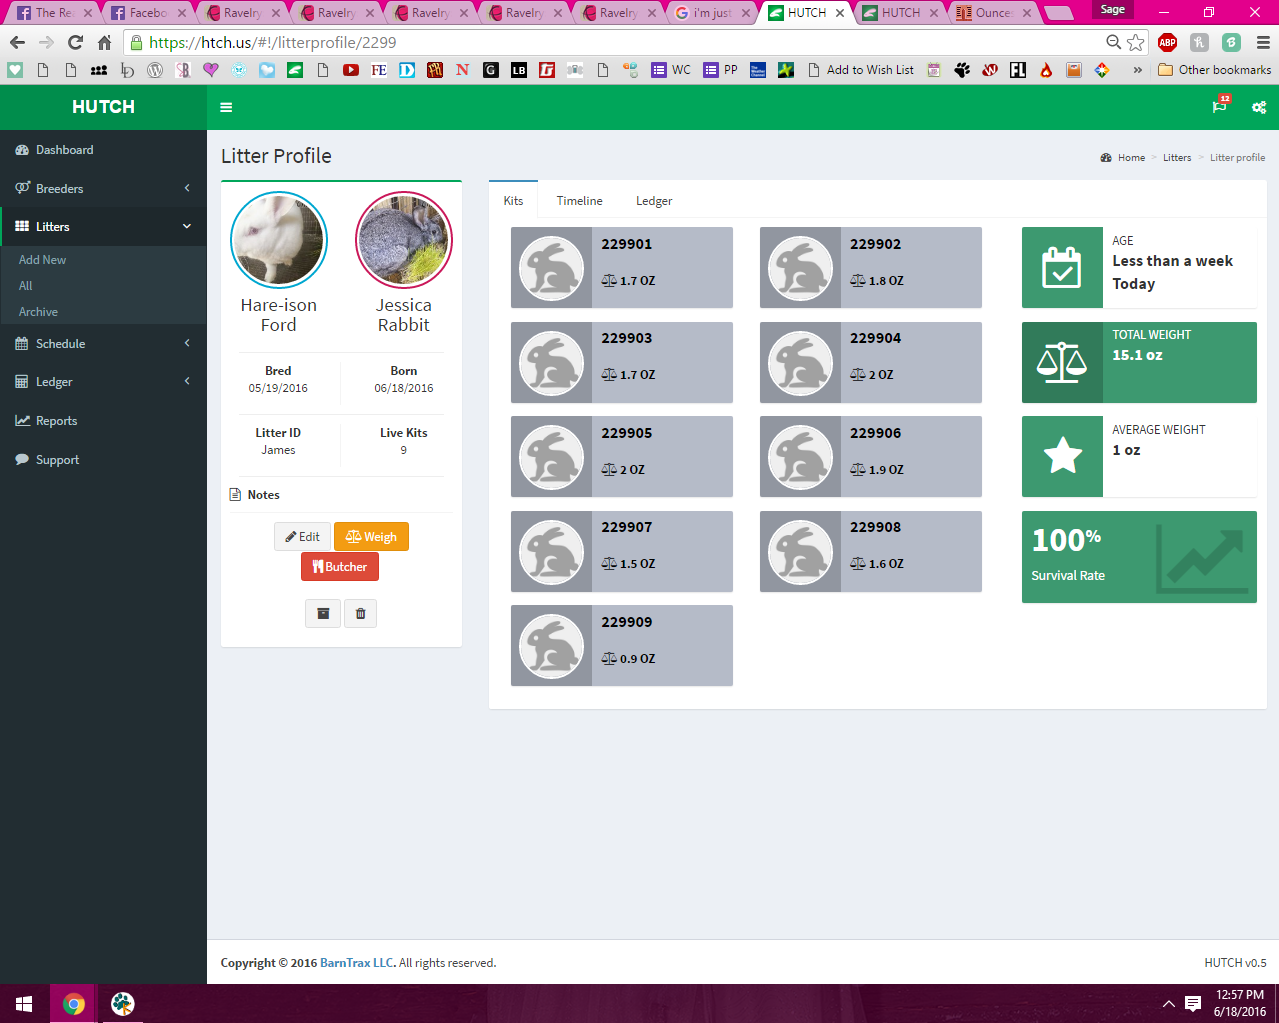 The Re
Facebo
Ravelry
Ravelry
Ravelry
Ravelry
Ravelry
i'm just
HUTCH
HUTCH
Ounce
Sage
https://htch.us/#!/litterprofile/2299
ABP
FE
D
N
G
LB
WC
PP
Add to Wish List
FL
»
Other bookmarks
HUTCH
12
Dashboard
Breeders
Litters
Add New
All
Archive
Schedule
Ledger
Reports
Support
Litter Profile
Home > Litters > Litter profile
Hare-ison
Ford
Jessica
Rabbit
Bred
05/19/2016
Born
06/18/2016
Litter ID
James
Live Kits
9
Notes
Edit
Weigh
Butcher
Kits
Timeline
Ledger
229901
1.7 OZ
229902
1.8 OZ
229903
1.7 OZ
229904
2 OZ
229905
2 OZ
229906
1.9 OZ
229907
1.5 OZ
229908
1.6 OZ
229909
0.9 OZ
AGE
Less than a week
Today
TOTAL WEIGHT
15.1 oz
AVERAGE WEIGHT
1 oz
100%
Survival Rate
Copyright © 2016 BarnTrax LLC. All rights reserved.
HUTCH v0.5
12:57 PM
6/18/2016